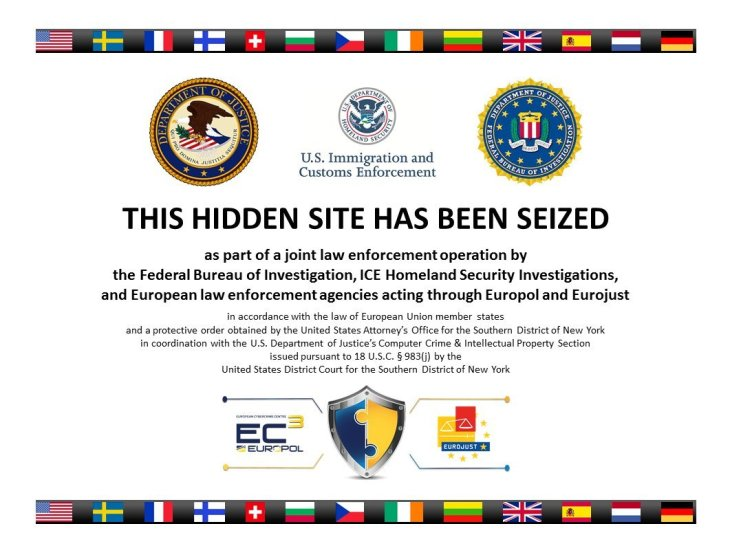 DEPARTMENT OF JUSTICE
QUI PRO DOMINA JUSTITIA SEQUITUR
U.S. DEPARTMENT OF
HOMELAND SECURITY
DEPARTMENT OF JUSTICE
FEDERAL BUREAU OF INVESTIGATION
U.S. Immigration and
Customs Enforcement
THIS HIDDEN SITE HAS BEEN SEIZED
as part of a joint law enforcement operation by
the Federal Bureau of Investigation, ICE Homeland Security Investigations,
and European law enforcement agencies acting through Europol and Eurojust
in accordance with the law of European Union member states
and a protective order obtained by the United States Attorney's Office for the Southern District of New York
in coordination with the U.S. Department of Justice's Computer Crime & Intellectual Property Section
issued pursuant to 18 U.S.C. § 983(j) by the
United States District Court for the Southern District of New York
EUROPEAN CYBERCRIME CENTRE
EC3
EUROPOL
EUROJUST